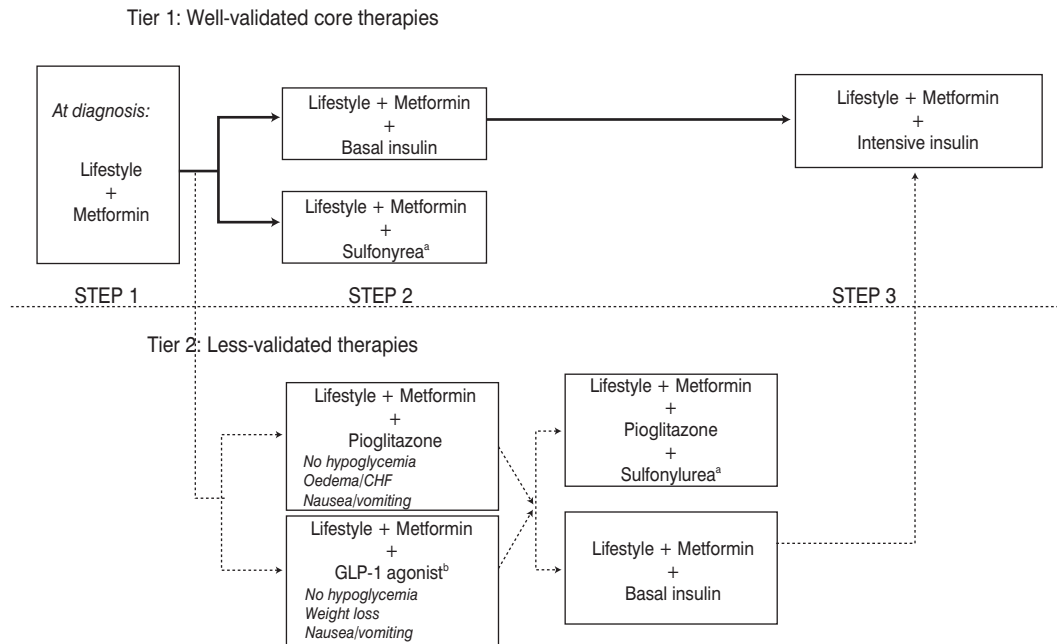 Tier 1: Well-validated core therapies
At diagnosis:
Lifestyle
+
Metformin
Lifestyle + Metformin
+
Basal insulin
Lifestyle + Metformin
+
Sulfonyreaᵃ
Lifestyle + Metformin
+
Intensive insulin
STEP 1
STEP 2
STEP 3
Tier 2: Less-validated therapies
Lifestyle + Metformin
+
Pioglitazone
No hypoglycemia
Oedema/CHF
Nausea/vomiting
Lifestyle + Metformin
+
GLP-1 agonistᵇ
No hypoglycemia
Weight loss
Nausea/vomiting
Lifestyle + Metformin
+
Pioglitazone
+
Sulfonylureaᵃ
Lifestyle + Metformin
+
Basal insulin